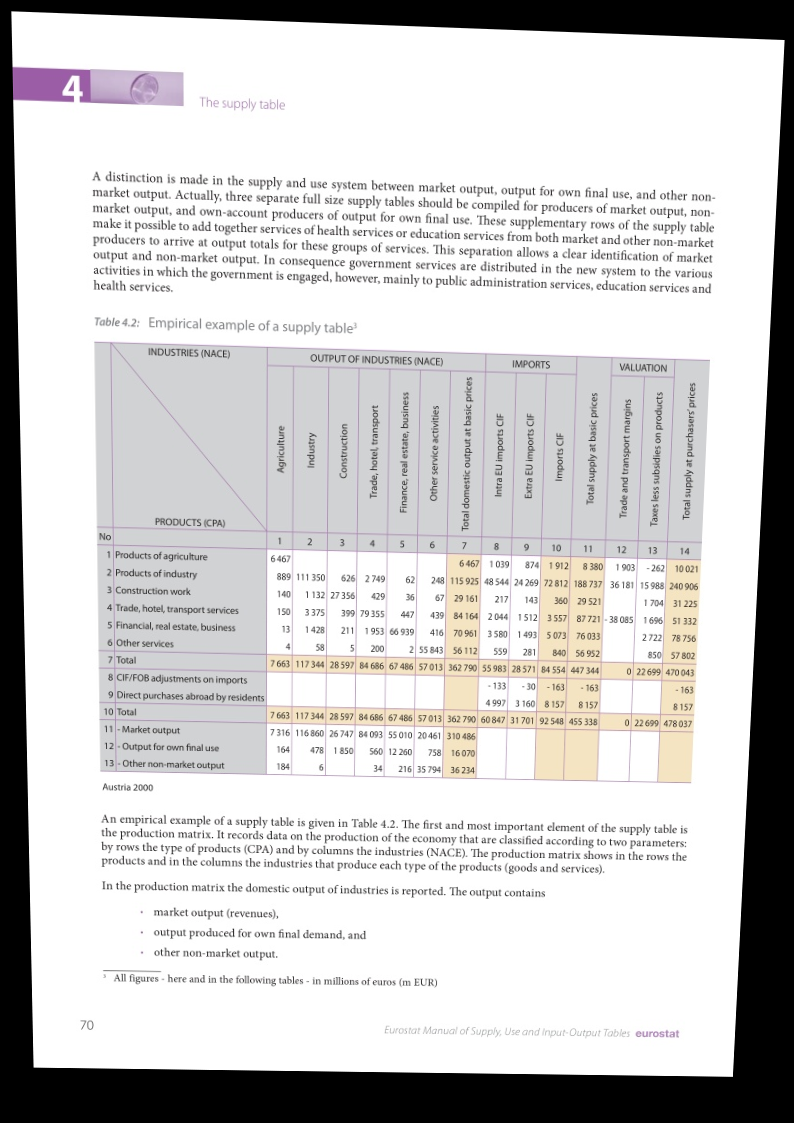 4
The supply table
A distinction is made in the supply and use system between market output, output for own final use, and other non-
market output. Actually, three separate full size supply tables should be compiled for producers of market output, non-
market output, and own-account producers of output for own final use. These supplementary rows of the supply table
make it possible to add together services of health services or education services from both market and other non-market
producers to arrive at output totals for these groups of services. This separation allows a clear identification of market
output and non-market output. In consequence government services are distributed in the new system to the various
activities in which the government is engaged, however, mainly to public administration services, education services and
health services.
Table 4.2: Empirical example of a supply table³
INDUSTRIES (NACE) OUTPUT OF INDUSTRIES (NACE) IMPORTS VALUATION
Agriculture Industry Construction Trade, hotel, transport Finance, real estate, business Other service activities Total domestic output at basic prices Intra EU imports CIF Extra EU imports CIF Imports CIF Total supply at basic prices Trade and transport margins Taxes less subsidies on products Total supply at purchasers' prices
PRODUCTS (CPA)
No 1 2 3 4 5 6 7 8 9 10 11 12 13 14
1 Products of agriculture 6 467 6 467 1 039 874 1 912 8 380 1 903 - 262 10 021
2 Products of industry 889 111 350 626 2 749 62 248 115 925 48 544 24 269 72 812 188 737 36 181 15 988 240 906
3 Construction work 140 1 132 27 356 429 36 67 29 161 217 143 360 29 521 1 704 31 225
4 Trade, hotel, transport services 150 3 375 399 79 355 447 439 84 164 2 044 1 512 3 557 87 721 - 38 085 1 696 51 332
5 Financial, real estate, business 13 1 428 211 1 953 66 939 416 70 961 3 580 1 493 5 073 76 033 2 722 78 756
6 Other services 4 58 5 200 2 55 843 56 112 559 281 840 56 952 850 57 802
7 Total 7 663 117 344 28 597 84 686 67 486 57 013 362 790 55 983 28 571 84 554 447 344 0 22 699 470 043
8 CIF/FOB adjustments on imports - 133 - 30 - 163 - 163 - 163
9 Direct purchases abroad by residents 4 997 3 160 8 157 8 157 8 157
10 Total 7 663 117 344 28 597 84 686 67 486 57 013 362 790 60 847 31 701 92 548 455 338 0 22 699 478 037
11 - Market output 7 316 116 860 26 747 84 093 55 010 20 461 310 486
12 - Output for own final use 164 478 1 850 560 12 260 758 16 070
13 - Other non-market output 184 6 34 216 35 794 36 234
Austria 2000
An empirical example of a supply table is given in Table 4.2. The first and most important element of the supply table is
the production matrix. It records data on the production of the economy that are classified according to two parameters:
by rows the type of products (CPA) and by columns the industries (NACE). The production matrix shows in the rows the
products and in the columns the industries that produce each type of the products (goods and services).
In the production matrix the domestic output of industries is reported. The output contains
· market output (revenues),
· output produced for own final demand, and
· other non-market output.
³ All figures - here and in the following tables - in millions of euros (m EUR)
70
Eurostat Manual of Supply, Use and Input-Output Tables eurostat